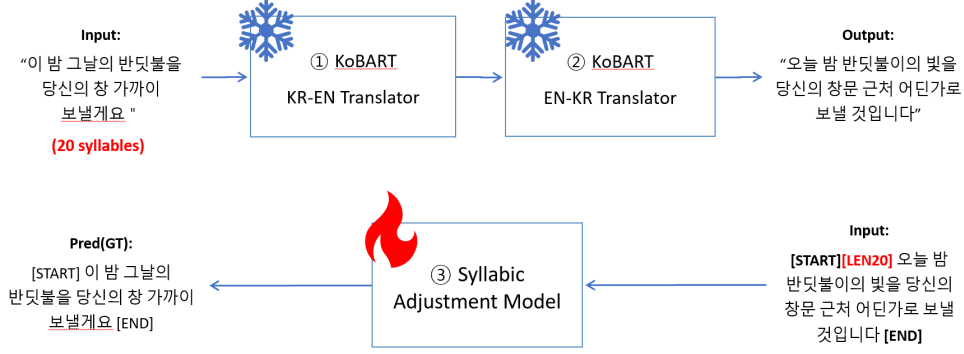 Input:
“이 밤 그날의 반딧불을
당신의 창 가까이
보낼게요 "
(20 syllables)
① KoBART
KR-EN Translator
② KoBART
EN-KR Translator
Output:
“오늘 밤 반딧불이의 빛을
당신의 창문 근처 어딘가로
보낼 것입니다”
Pred(GT):
[START] 이 밤 그날의
반딧불을 당신의 창 가까이
보낼게요 [END]
③ Syllabic
Adjustment Model
Input:
[START][LEN20] 오늘 밤
반딧불이의 빛을 당신의
창문 근처 어딘가로 보낼
것입니다 [END]